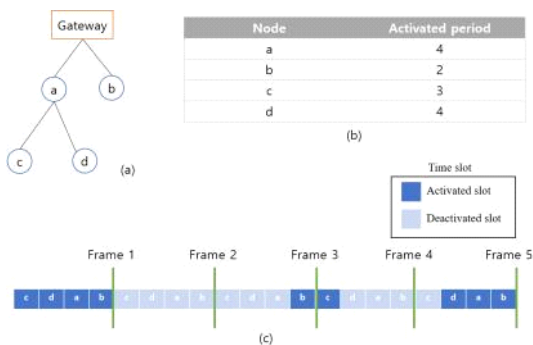 Gateway
a
b
c
d
(a)
Node Activated period
a 4
b 2
c 3
d 4
(b)
Time slot
Activated slot
Deactivated slot
Frame 1 Frame 2 Frame 3 Frame 4 Frame 5
c d a b c d a b c d a b c d a b c d a b
(c)